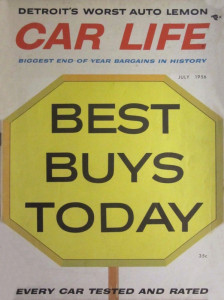 DETROIT'S WORST AUTO LEMON
CAR LIFE
BIGGEST END OF YEAR BARGAINS IN HISTORY
JULY 1956
BEST
BUYS
TODAY
35c
EVERY CAR TESTED AND RATED